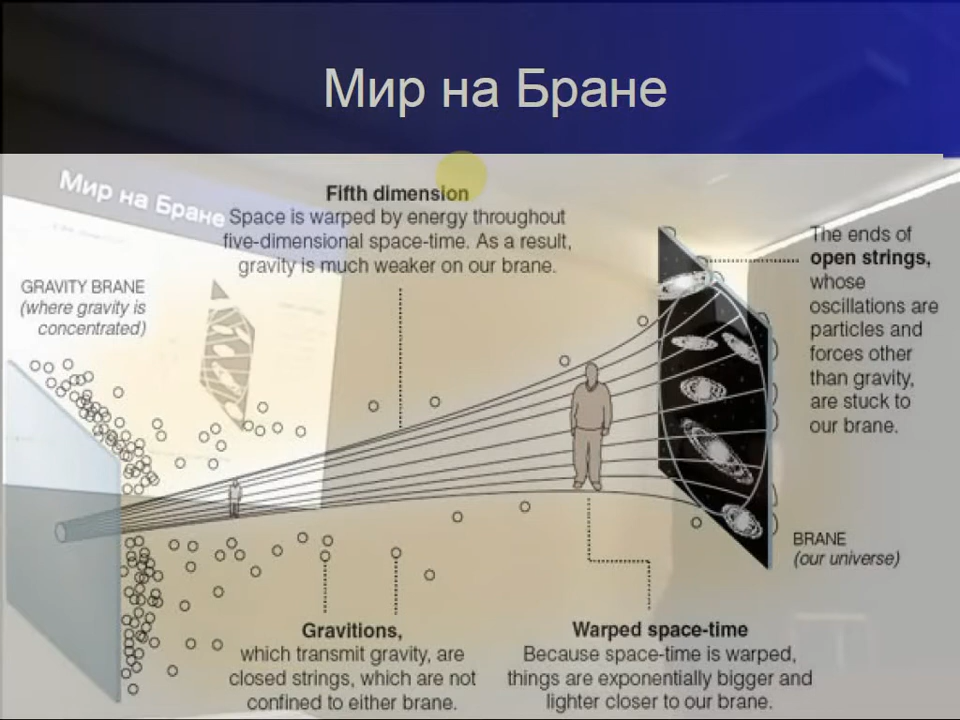 Мир на Бране
Мир на Бране
Fifth dimension
Space is warped by energy throughout
five-dimensional space-time. As a result,
gravity is much weaker on our brane.
GRAVITY BRANE
(where gravity is
concentrated)
The ends of
open strings,
whose
oscillations are
particles and
forces other
than gravity,
are stuck to
our brane.
BRANE
(our universe)
Gravitions,
which transmit gravity, are
closed strings, which are not
confined to either brane.
Warped space-time
Because space-time is warped,
things are exponentially bigger and
lighter closer to our brane.